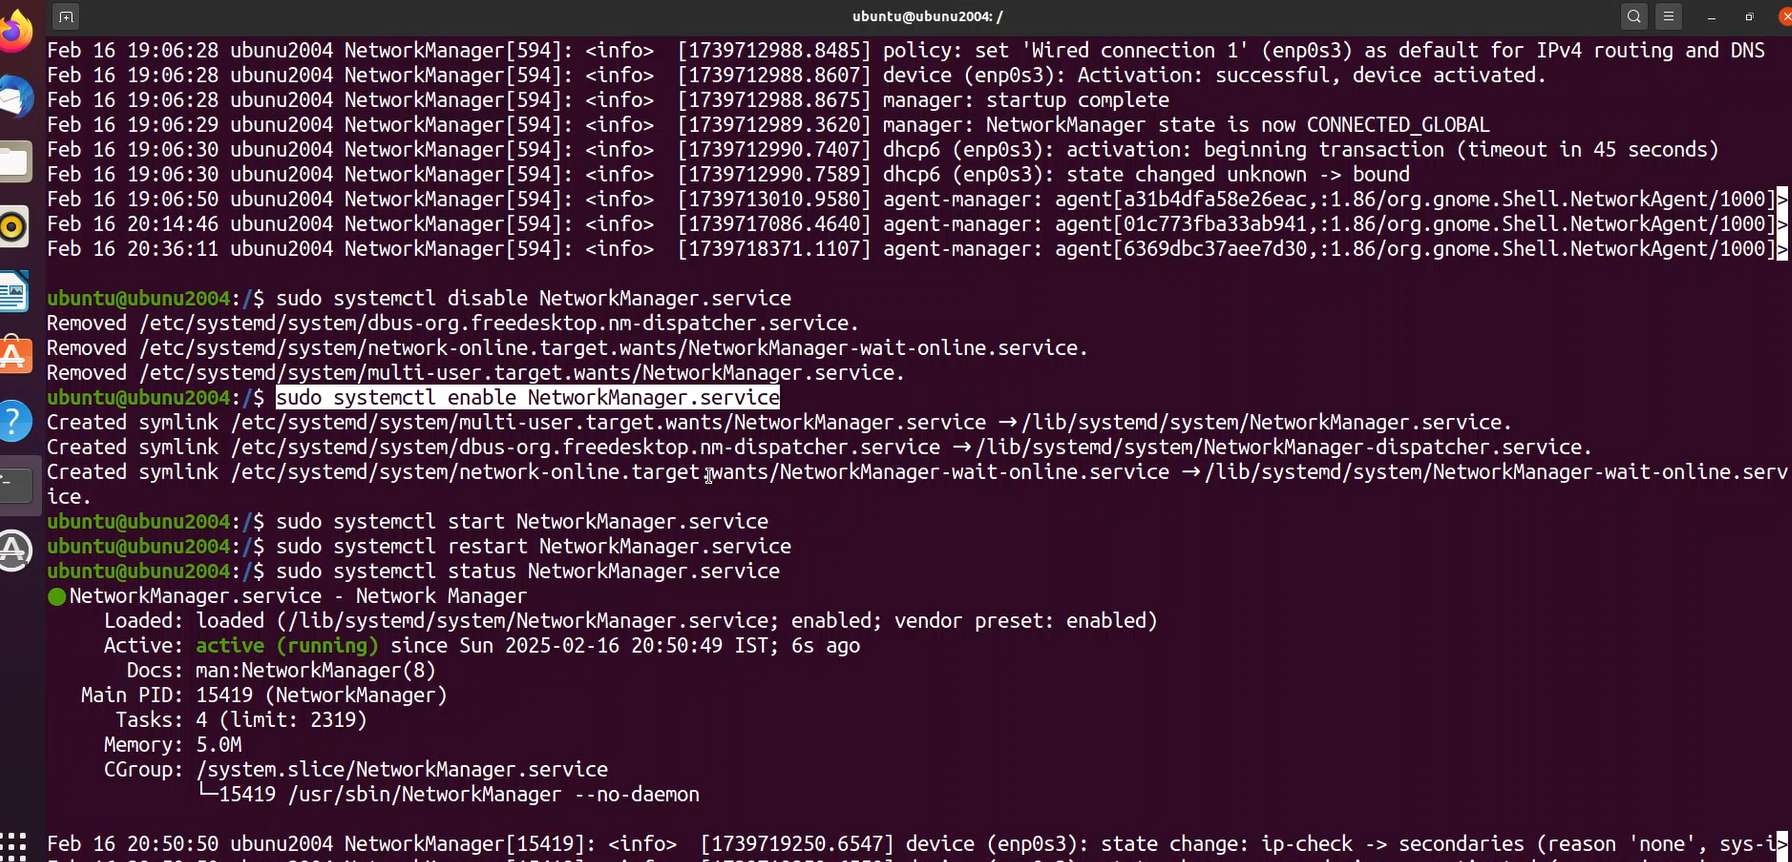 ubuntu@ubunu2004: /
Feb 16 19:06:28 ubunu2004 NetworkManager[594]: <info>  [1739712988.8485] policy: set 'Wired connection 1' (enp0s3) as default for IPv4 routing and DNS
Feb 16 19:06:28 ubunu2004 NetworkManager[594]: <info>  [1739712988.8607] device (enp0s3): Activation: successful, device activated.
Feb 16 19:06:28 ubunu2004 NetworkManager[594]: <info>  [1739712988.8675] manager: startup complete
Feb 16 19:06:29 ubunu2004 NetworkManager[594]: <info>  [1739712989.3620] manager: NetworkManager state is now CONNECTED_GLOBAL
Feb 16 19:06:30 ubunu2004 NetworkManager[594]: <info>  [1739712990.7407] dhcp6 (enp0s3): activation: beginning transaction (timeout in 45 seconds)
Feb 16 19:06:30 ubunu2004 NetworkManager[594]: <info>  [1739712990.7589] dhcp6 (enp0s3): state changed unknown -> bound
Feb 16 19:06:50 ubunu2004 NetworkManager[594]: <info>  [1739713010.9580] agent-manager: agent[a31b4dfa58e26eac,:1.86/org.gnome.Shell.NetworkAgent/1000]>
Feb 16 20:14:46 ubunu2004 NetworkManager[594]: <info>  [1739717086.4640] agent-manager: agent[01c773fba33ab941,:1.86/org.gnome.Shell.NetworkAgent/1000]>
Feb 16 20:36:11 ubunu2004 NetworkManager[594]: <info>  [1739718371.1107] agent-manager: agent[6369dbc37aee7d30,:1.86/org.gnome.Shell.NetworkAgent/1000]>
ubuntu@ubunu2004:/$ sudo systemctl disable NetworkManager.service
Removed /etc/systemd/system/dbus-org.freedesktop.nm-dispatcher.service.
Removed /etc/systemd/system/network-online.target.wants/NetworkManager-wait-online.service.
Removed /etc/systemd/system/multi-user.target.wants/NetworkManager.service.
ubuntu@ubunu2004:/$ sudo systemctl enable NetworkManager.service
Created symlink /etc/systemd/system/multi-user.target.wants/NetworkManager.service → /lib/systemd/system/NetworkManager.service.
Created symlink /etc/systemd/system/dbus-org.freedesktop.nm-dispatcher.service → /lib/systemd/system/NetworkManager-dispatcher.service.
Created symlink /etc/systemd/system/network-online.target.wants/NetworkManager-wait-online.service → /lib/systemd/system/NetworkManager-wait-online.serv
ice.
ubuntu@ubunu2004:/$ sudo systemctl start NetworkManager.service
ubuntu@ubunu2004:/$ sudo systemctl restart NetworkManager.service
ubuntu@ubunu2004:/$ sudo systemctl status NetworkManager.service
● NetworkManager.service - Network Manager
Loaded: loaded (/lib/systemd/system/NetworkManager.service; enabled; vendor preset: enabled)
Active: active (running) since Sun 2025-02-16 20:50:49 IST; 6s ago
Docs: man:NetworkManager(8)
Main PID: 15419 (NetworkManager)
Tasks: 4 (limit: 2319)
Memory: 5.0M
CGroup: /system.slice/NetworkManager.service
└─15419 /usr/sbin/NetworkManager --no-daemon
Feb 16 20:50:50 ubunu2004 NetworkManager[15419]: <info>  [1739719250.6547] device (enp0s3): state change: ip-check -> secondaries (reason 'none', sys-i